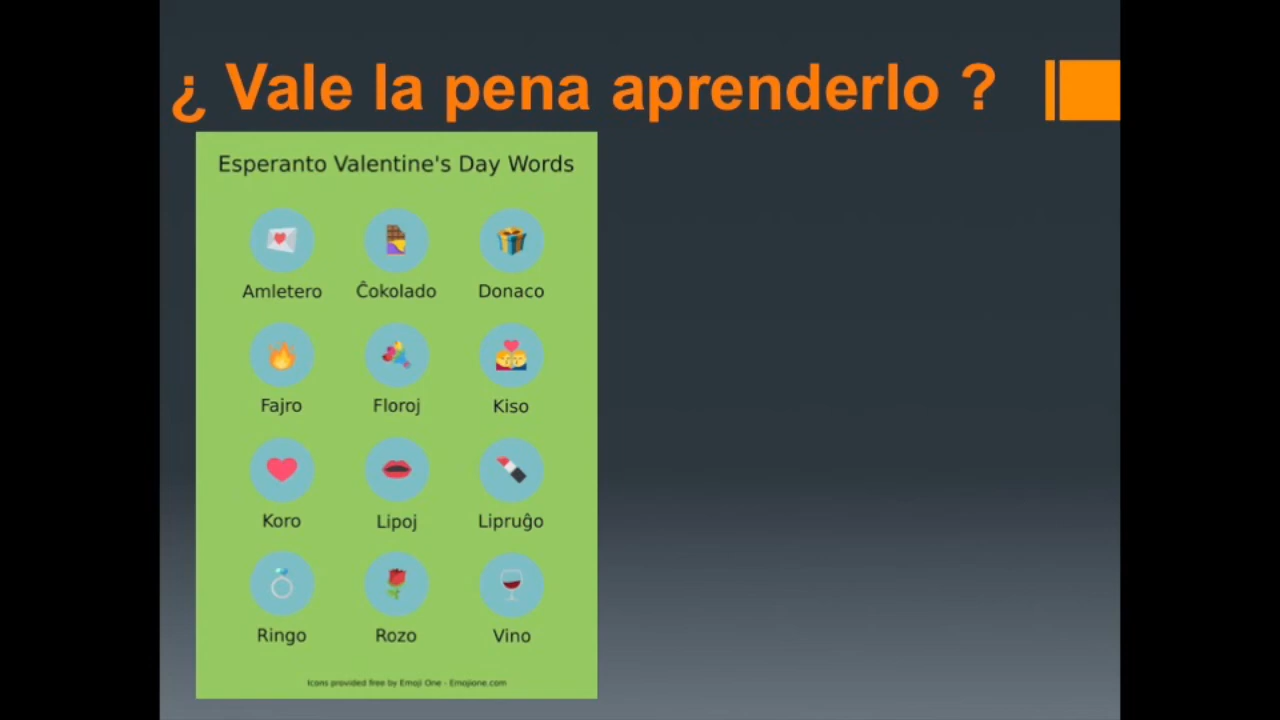 ¿ Vale la pena aprenderlo ?
Esperanto Valentine's Day Words
Amletero Ĉokolado Donaco
Fajro Floroj Kiso
Koro Lipoj Lipruĝo
Ringo Rozo Vino
Icons provided free by Emoji One - Emojione.com